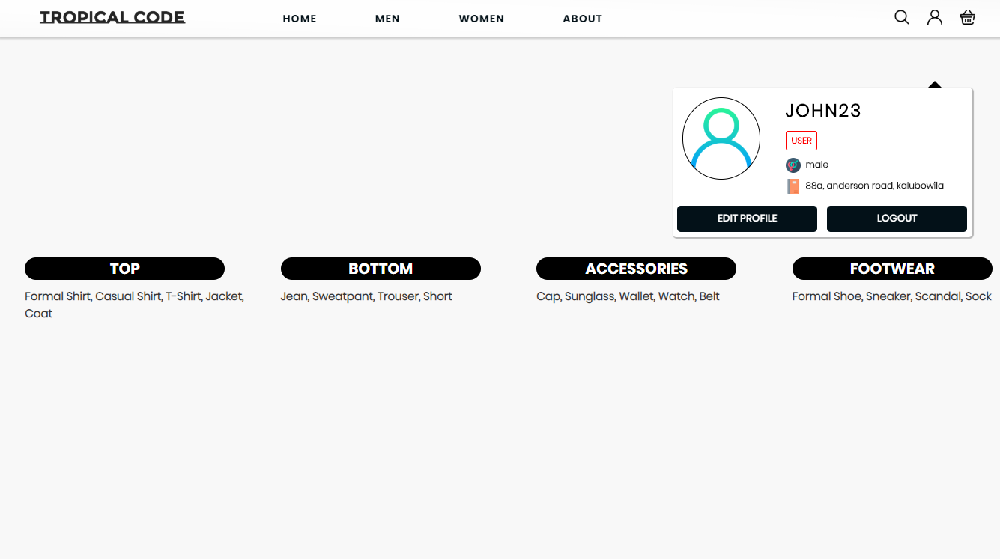 TROPICAL CODE
HOME
MEN
WOMEN
ABOUT
JOHN23
USER
male
88a, anderson road, kalubowila
EDIT PROFILE
LOGOUT
TOP
Formal Shirt, Casual Shirt, T-Shirt, Jacket,
Coat
BOTTOM
Jean, Sweatpant, Trouser, Short
ACCESSORIES
Cap, Sunglass, Wallet, Watch, Belt
FOOTWEAR
Formal Shoe, Sneaker, Scandal, Sock